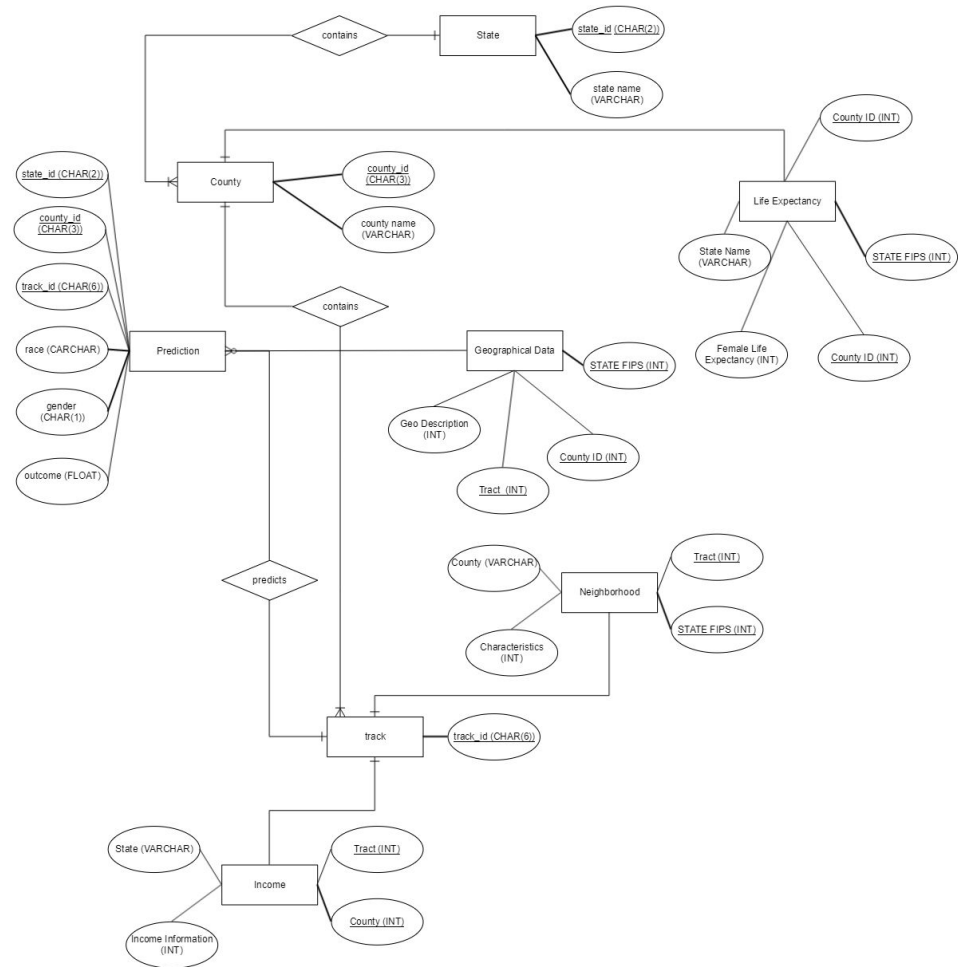 contains
State
state_id (CHAR(2))
state name
(VARCHAR)
County ID (INT)
state_id (CHAR(2))
County
county_id
(CHAR(3))
Life Expectancy
county_id
(CHAR(3))
county name
(VARCHAR)
State Name
(VARCHAR)
STATE FIPS (INT)
track_id (CHAR(6))
contains
race (CARCHAR)
Prediction
Geographical Data
STATE FIPS (INT)
Female Life
Expectancy (INT)
County ID (INT)
gender
(CHAR(1))
Geo Description
(INT)
County ID (INT)
outcome (FLOAT)
Tract (INT)
County (VARCHAR)
Tract (INT)
predicts
Neighborhood
Characteristics
(INT)
STATE FIPS (INT)
track
track_id (CHAR(6))
State (VARCHAR)
Tract (INT)
Income
Income Information
(INT)
County (INT)